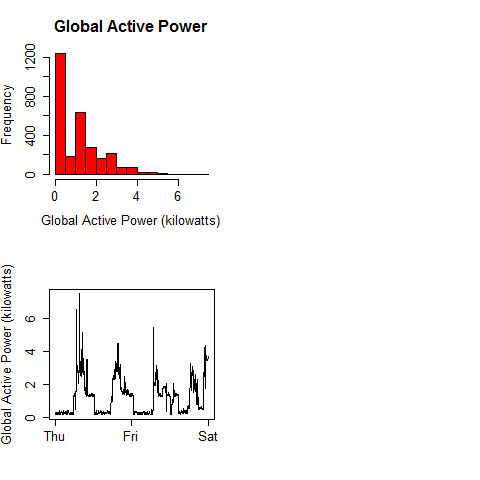 Global Active Power
Frequency
1200
800
400
0
0 2 4 6
Global Active Power (kilowatts)
Global Active Power (kilowatts)
6
4
2
0
Thu Fri Sat